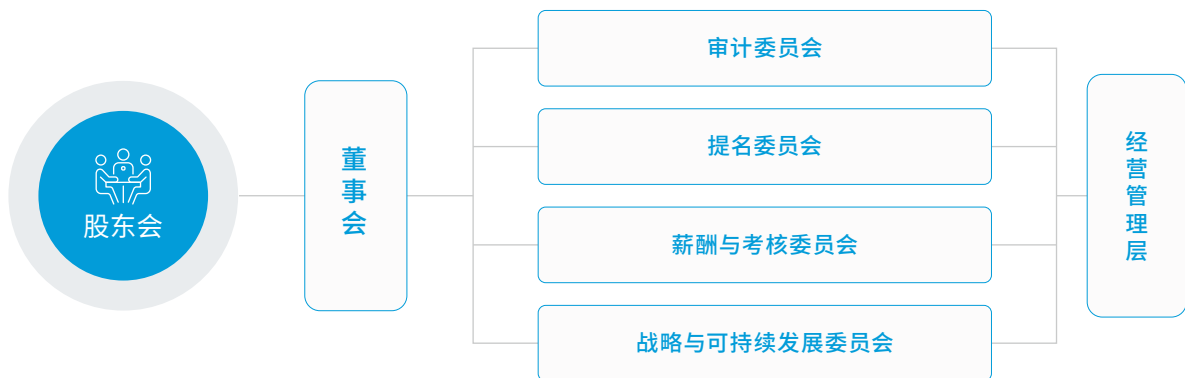 股东会
董事会
审计委员会
提名委员会
薪酬与考核委员会
战略与可持续发展委员会
经营管理层